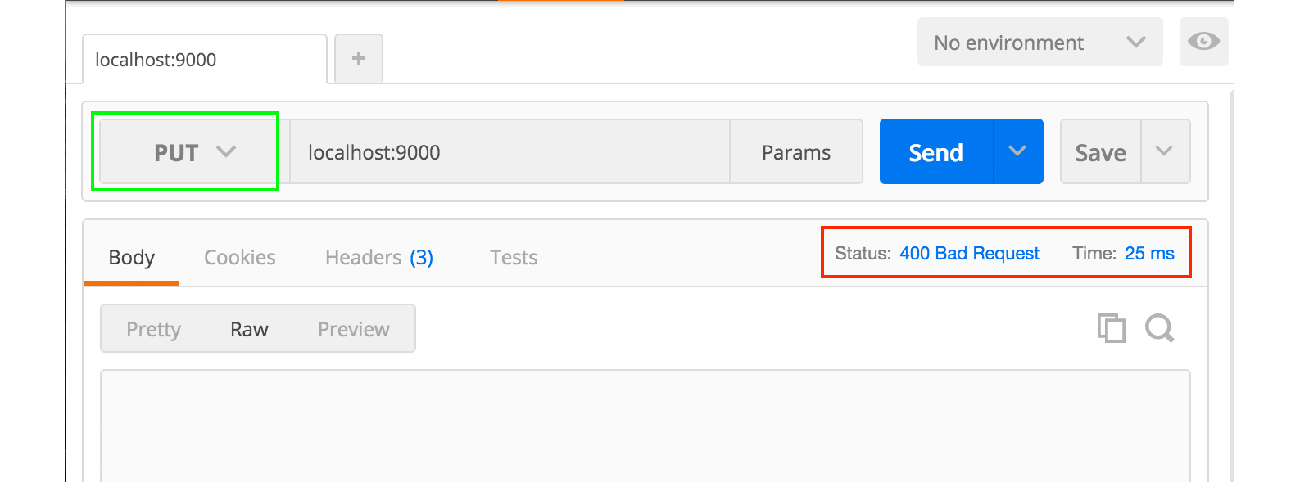 No environment
localhost:9000 +
PUT localhost:9000 Params Send Save
Body Cookies Headers (3) Tests Status: 400 Bad Request Time: 25 ms
Pretty Raw Preview